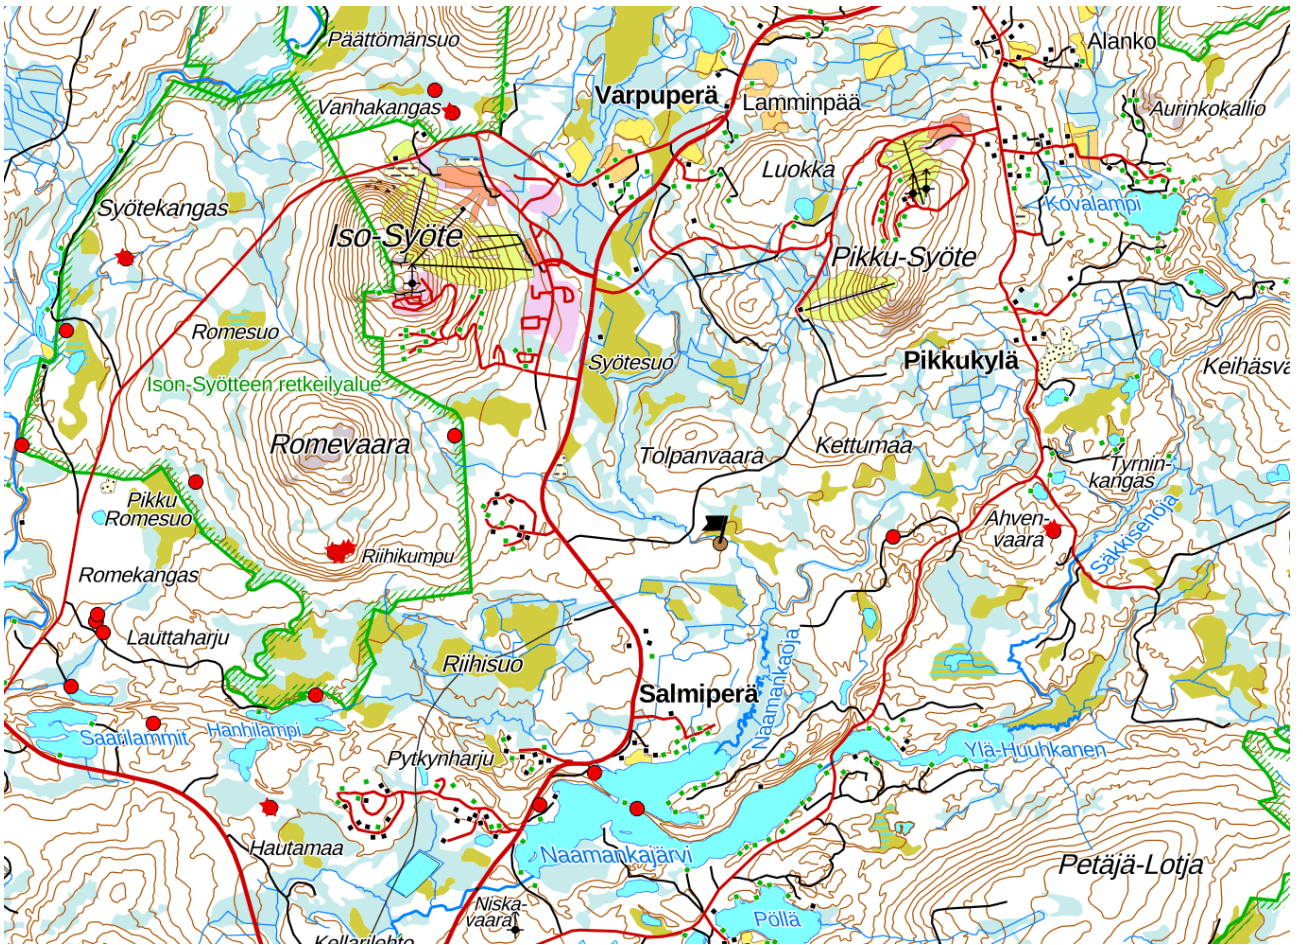 Päättömänsuo
Alanko
Vanhakangas
Varpuperä
Lamminpää
Aurinkokallio
Luokka
Syötekangas
Kovalampi
Iso-Syöte
Pikku-Syöte
Romesuo
Syötesuo
Pikkukylä
Keihäsva
Ison-Syötteen retkeilyalue
Romevaara
Tolpanvaara
Kettumaa
Tyrnin-
kangas
Pikku
Romesuo
Ahven-
vaara
Säkkisenoja
Riihikumpu
Romekangas
Lauttaharju
Riihisuo
Naamankaoja
Salmiperä
Saarilammit
Hanhilampi
Ylä-Huuhkanen
Pytkynharju
Hautamaa
Naamankajärvi
Petäjä-Lotja
Niska-
vaara
Pöllä
Kellarilehto